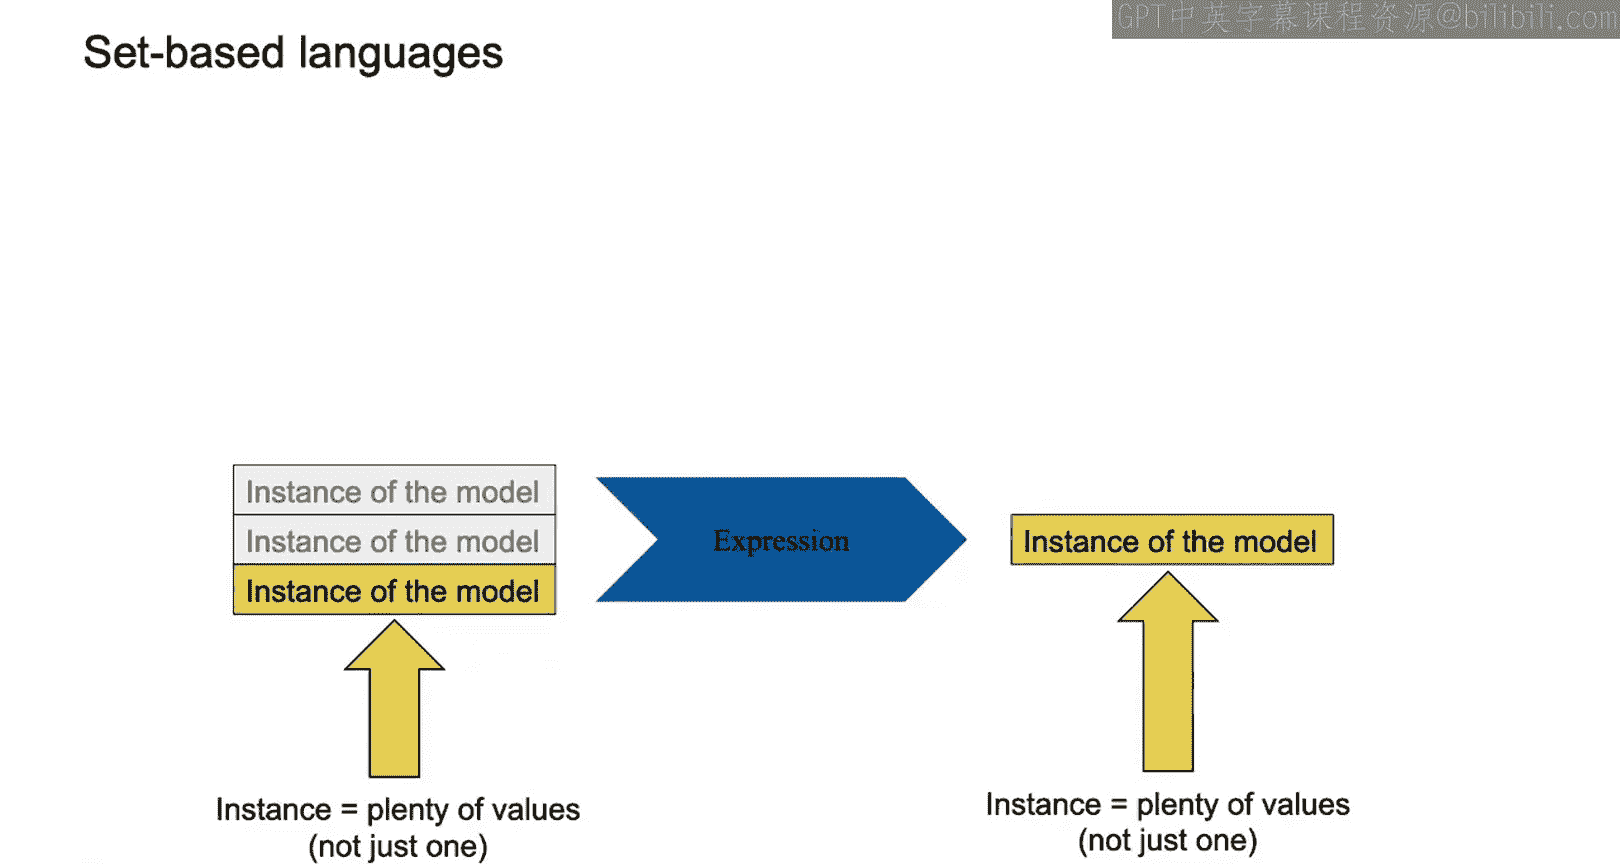 GPT中英字幕课程资源@bilibili.com
Set-based languages
Instance of the model
Instance of the model
Instance of the model
Expression
Instance of the model
Instance = plenty of values
(not just one)
Instance = plenty of values
(not just one)